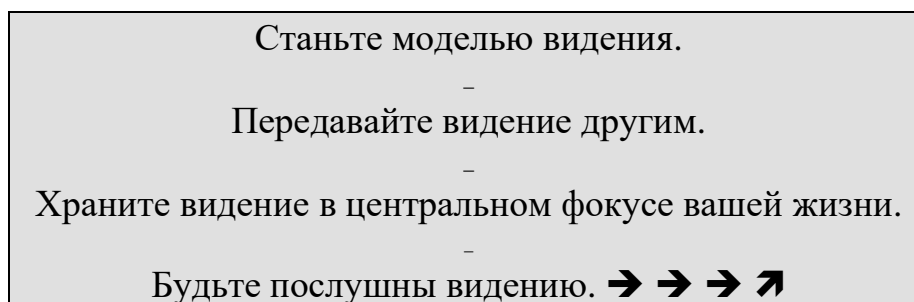 Станьте моделью видения.
–
Передавайте видение другим.
–
Храните видение в центральном фокусе вашей жизни.
–
Будьте послушны видению. ➔ ➔ ➔ ➚